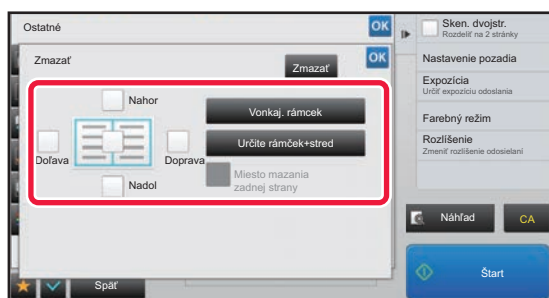 Ostatné
OK
Zmazať
Zmazať
OK
Nahor
Doľava
Doprava
Nadol
Vonkaj. rámcek
Určite rámček+stred
Miesto mazania
zadnej strany
Späť
Sken. dvojstr.
Rozdeliť na 2 stránky
Nastavenie pozadia
Expozícia
Určiť expozíciu odoslania
Farebný režim
Rozlíšenie
Zmeniť rozlíšenie odosielaní
Náhľad
CA
Štart